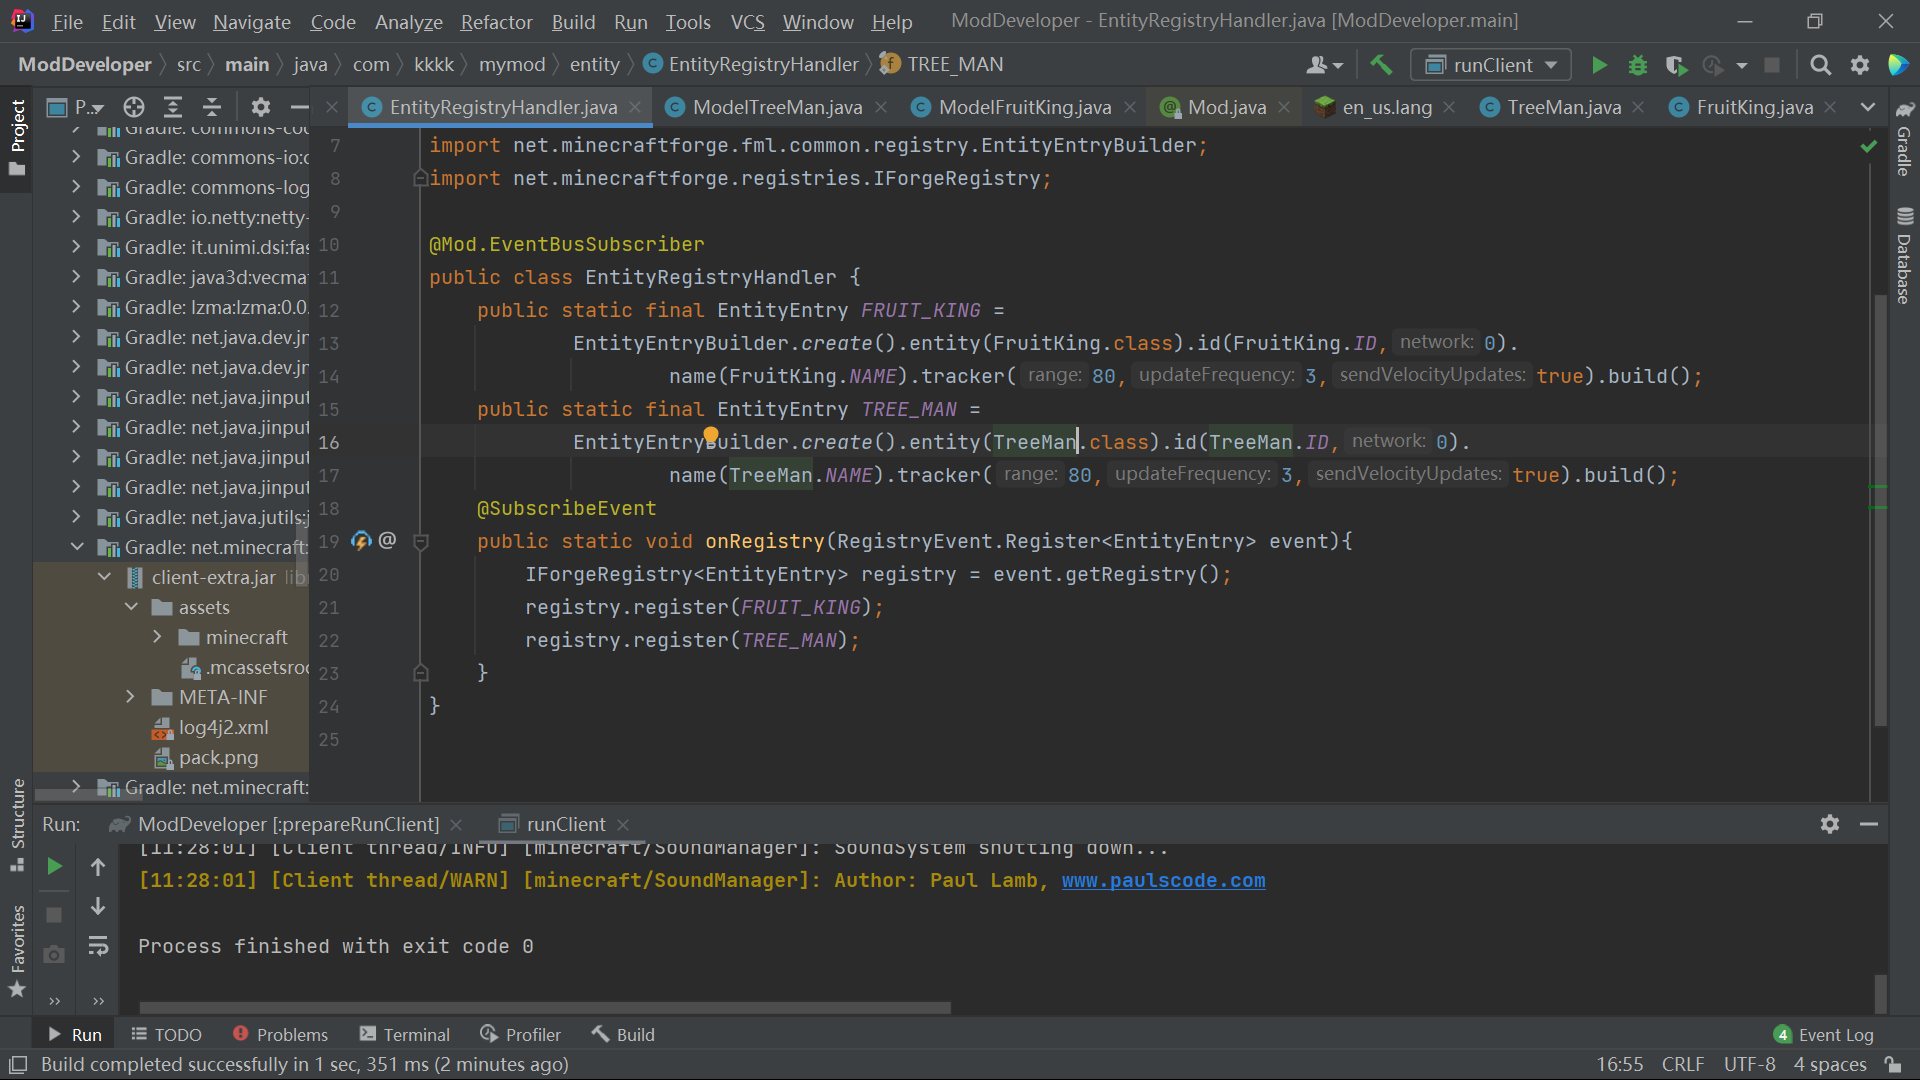 File Edit View Navigate Code Analyze Refactor Build Run Tools VCS Window Help ModDeveloper - EntityRegistryHandler.java [ModDeveloper.main]
ModDeveloper src main java com kkkk mymod entity EntityRegistryHandler TREE_MAN runClient
Project
P... EntityRegistryHandler.java ModelTreeMan.java ModelFruitKing.java Mod.java en_us.lang TreeMan.java FruitKing.java
Gradle
Database
Gradle: commons-cod
Gradle: commons-io:c
Gradle: commons-log
Gradle: io.netty:netty-
Gradle: it.unimi.dsi:fas
Gradle: java3d:vecma
Gradle: lzma:lzma:0.0.
Gradle: net.java.dev.jn
Gradle: net.java.dev.jn
Gradle: net.java.jinput
Gradle: net.java.jinput
Gradle: net.java.jinput
Gradle: net.java.jinput
Gradle: net.java.jutils:j
Gradle: net.minecraft:
client-extra.jar lib
assets
minecraft
.mcassetsroo
META-INF
log4j2.xml
pack.png
Gradle: net.minecraft:
7 import net.minecraftforge.fml.common.registry.EntityEntryBuilder;
8 import net.minecraftforge.registries.IForgeRegistry;
9
10 @Mod.EventBusSubscriber
11 public class EntityRegistryHandler {
12 public static final EntityEntry FRUIT_KING =
13 EntityEntryBuilder.create().entity(FruitKing.class).id(FruitKing.ID, network: 0).
14 name(FruitKing.NAME).tracker( range: 80, updateFrequency: 3, sendVelocityUpdates: true).build();
15 public static final EntityEntry TREE_MAN =
16 EntityEntryBuilder.create().entity(TreeMan.class).id(TreeMan.ID, network: 0).
17 name(TreeMan.NAME).tracker( range: 80, updateFrequency: 3, sendVelocityUpdates: true).build();
18 @SubscribeEvent
19 @ public static void onRegistry(RegistryEvent.Register<EntityEntry> event){
20 IForgeRegistry<EntityEntry> registry = event.getRegistry();
21 registry.register(FRUIT_KING);
22 registry.register(TREE_MAN);
23 }
24 }
25
Structure
Favorites
Run: ModDeveloper [:prepareRunClient] runClient
[11:28:01] [Client thread/INFO] [minecraft/SoundManager]: SoundSystem shutting down...
[11:28:01] [Client thread/WARN] [minecraft/SoundManager]: Author: Paul Lamb, www.paulscode.com
Process finished with exit code 0
Run TODO Problems Terminal Profiler Build 4 Event Log
Build completed successfully in 1 sec, 351 ms (2 minutes ago) 16:55 CRLF UTF-8 4 spaces